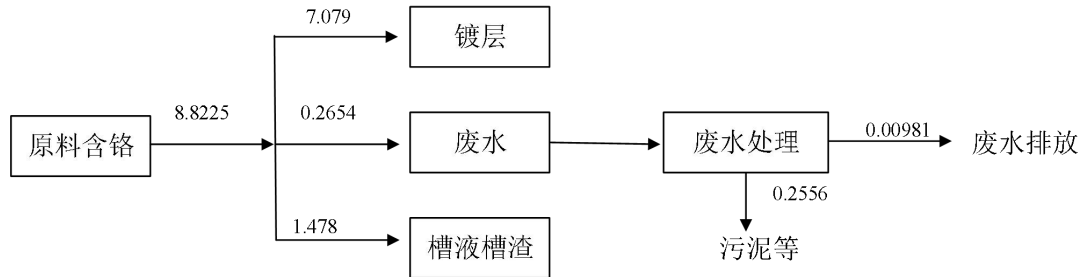 7.079
镀层
8.8225
0.2654
原料含铬
废水
废水处理
0.00981
废水排放
0.2556
1.478
槽液槽渣
污泥等